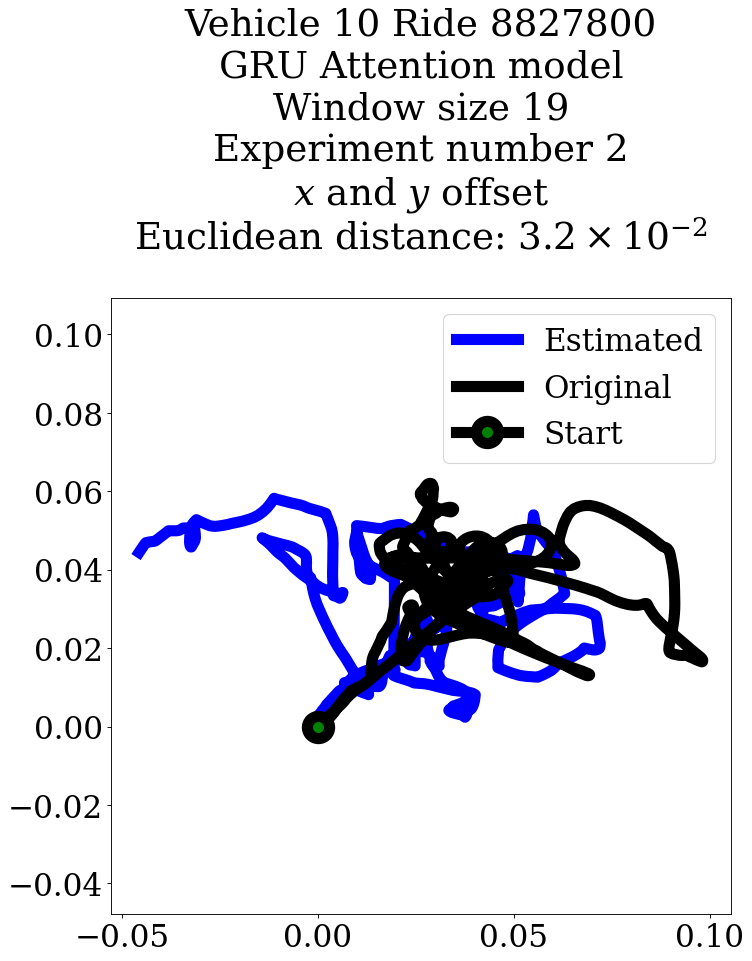 Vehicle 10 Ride 8827800
GRU Attention model
Window size 19
Experiment number 2
x and y offset
Euclidean distance: 3.2 × 10⁻²
Estimated
Original
Start
0.10
0.08
0.06
0.04
0.02
0.00
−0.02
−0.04
−0.05 0.00 0.05 0.10